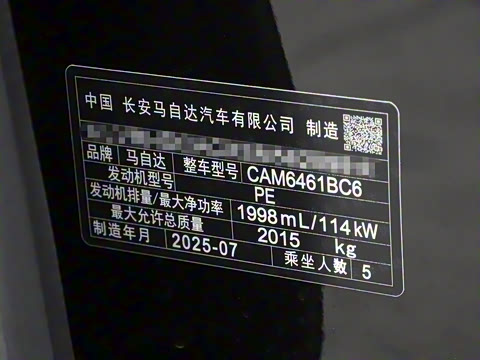 中国 长安马自达汽车有限公司 制造
品牌 马自达 整车型号 CAM6461BC6
发动机型号 PE
发动机排量/最大净功率 1998mL/114kW
最大允许总质量 2015 kg
制造年月 2025-07 乘坐人数 5